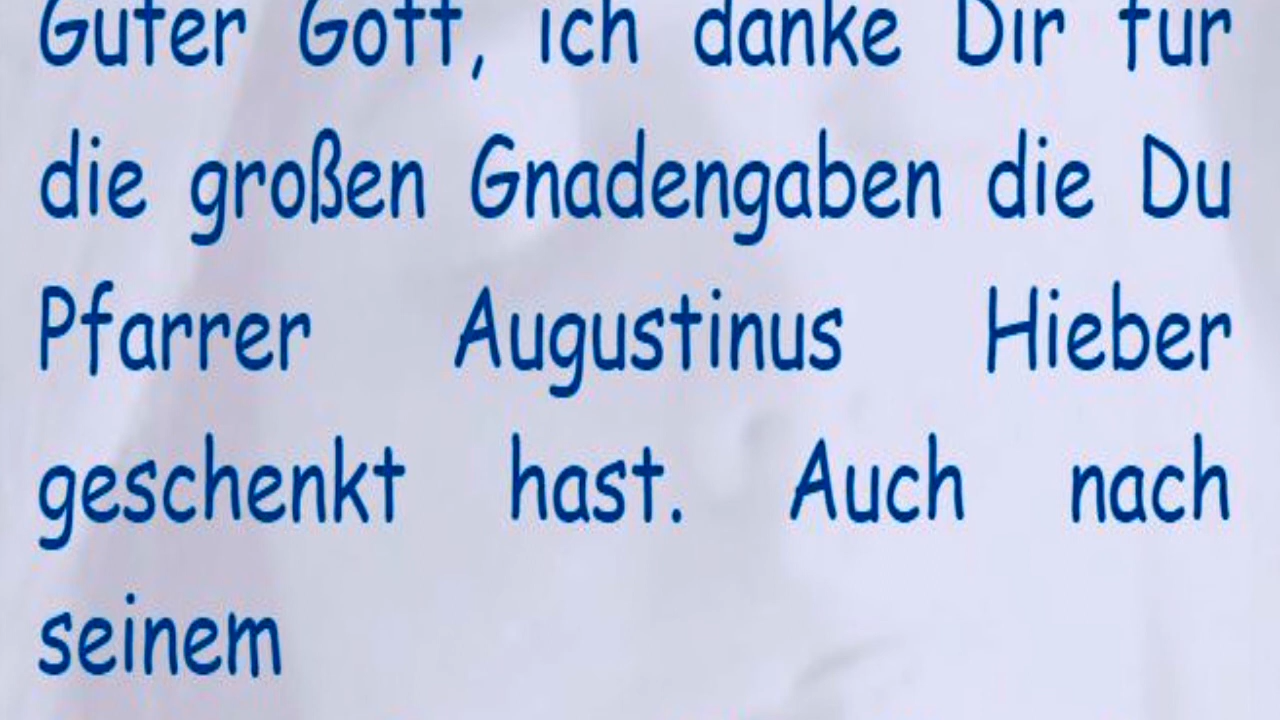 Guter Gott, ich danke Dir für
die großen Gnadengaben die Du
Pfarrer Augustinus Hieber
geschenkt hast. Auch nach
seinem